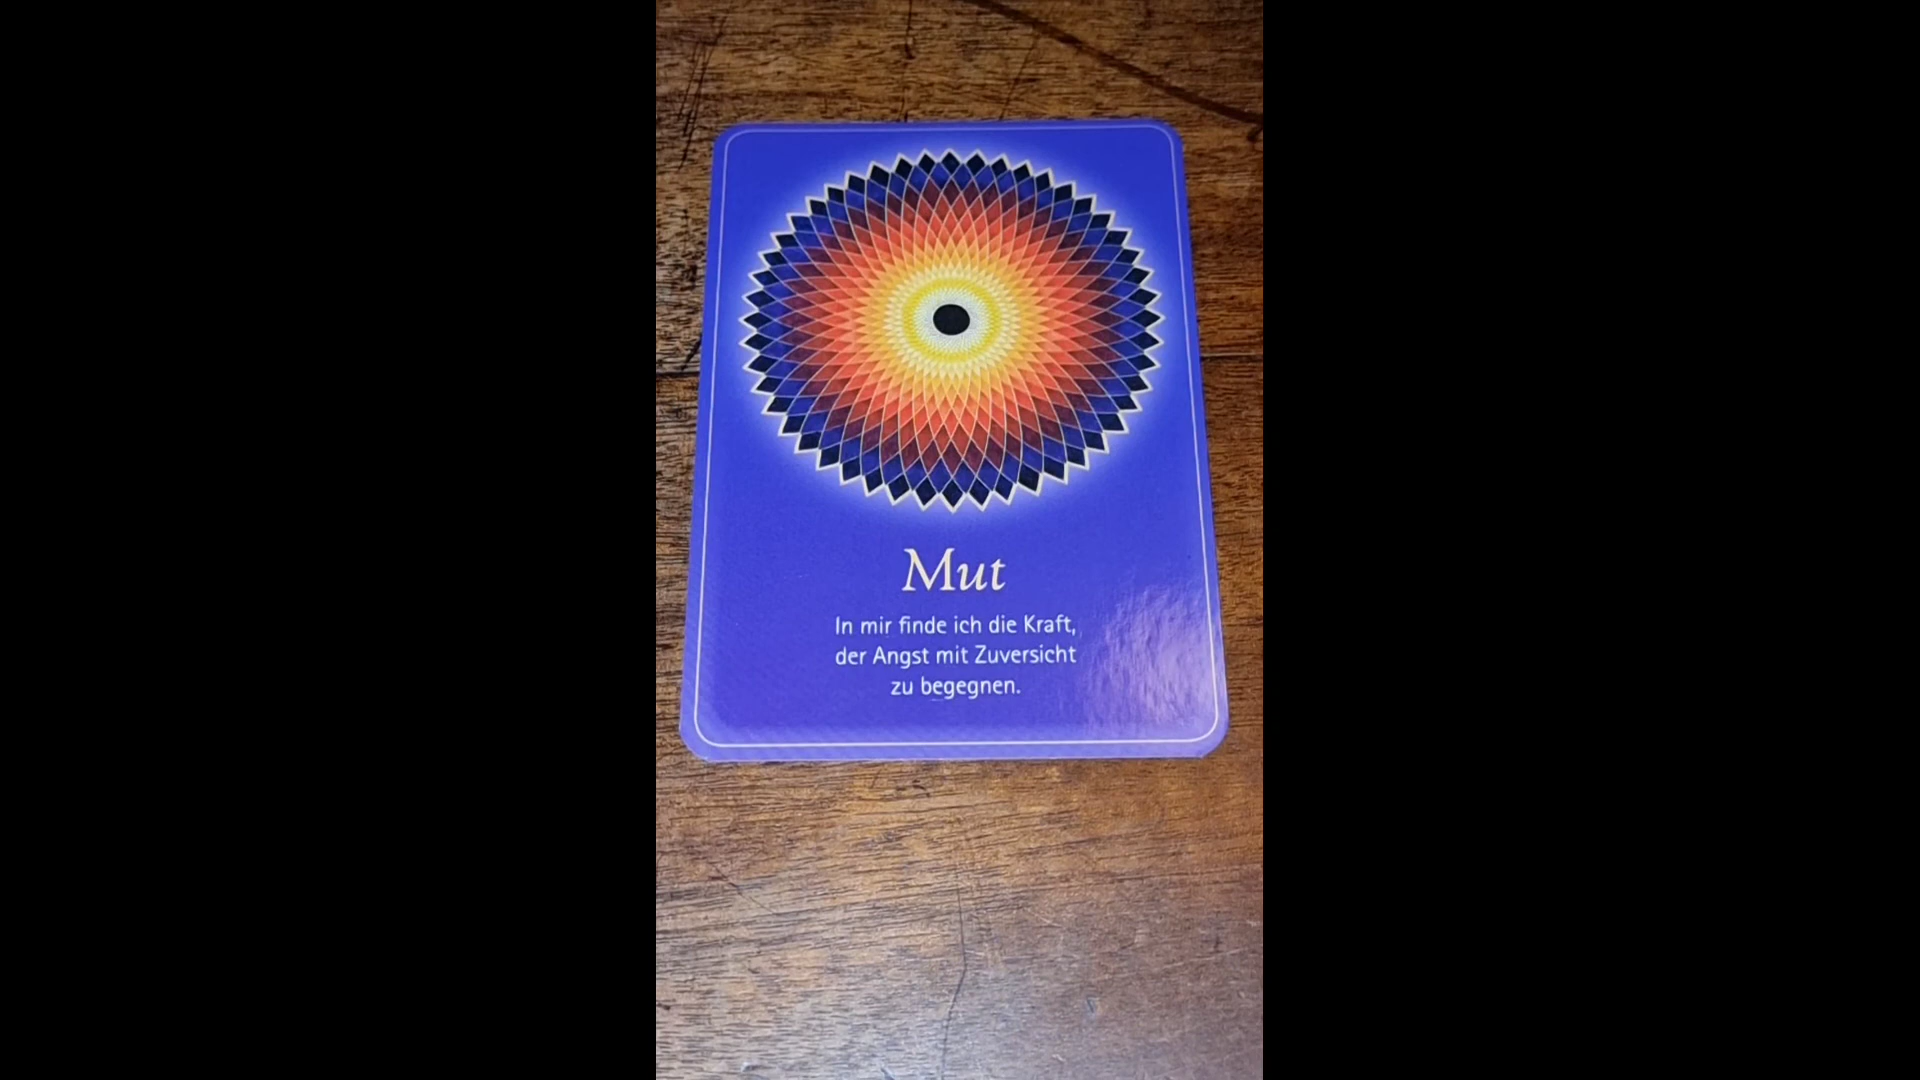 Mut
In mir finde ich die Kraft,
der Angst mit Zuversicht
zu begegnen.